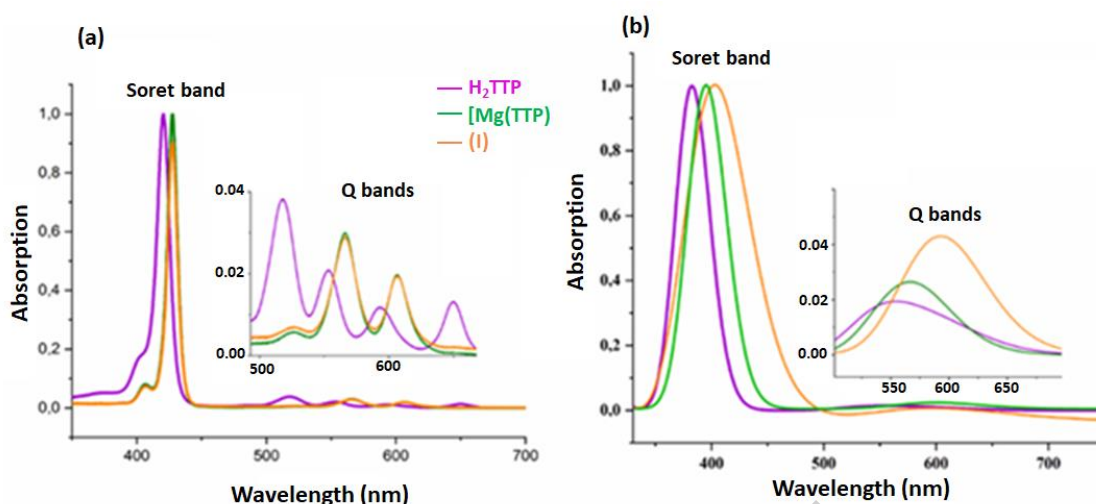 (a)
Soret band
1,0
0,8
0,6
0,4
0,2
0,0
Absorption
400
500
600
700
Wavelength (nm)
H₂TTP
[Mg(TTP)
(I)
Q bands
0.04
0.02
0.00
500
600
(b)
Soret band
1,0
0,8
0,6
0,4
0,2
0,0
Absorption
400
500
600
700
Wavelength (nm)
Q bands
0.04
0.02
0.00
550
600
650